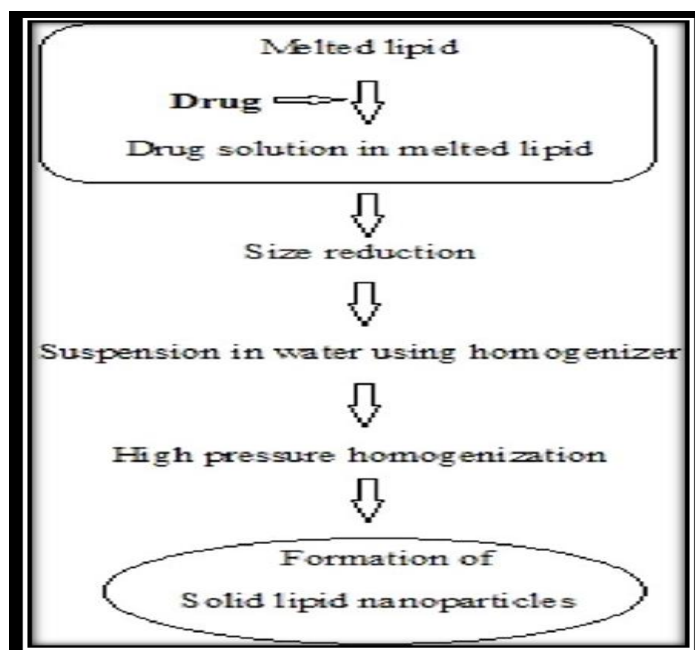 Melted lipid
Drug
Drug solution in melted lipid
Size reduction
Suspension in water using homogenizer
High pressure homogenization
Formation of
Solid lipid nanoparticles